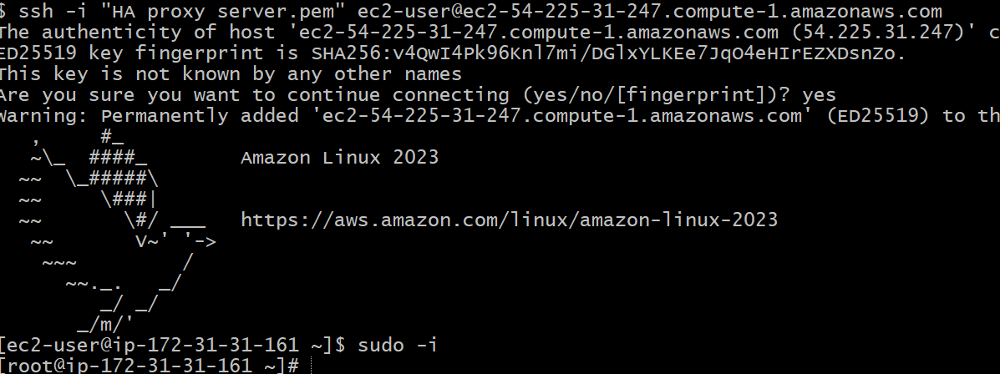 $ ssh -i "HA proxy server.pem" ec2-user@ec2-54-225-31-247.compute-1.amazonaws.com
The authenticity of host 'ec2-54-225-31-247.compute-1.amazonaws.com (54.225.31.247)' c
ED25519 key fingerprint is SHA256:v4QwI4Pk96Knl7mi/DGlxYLKEe7JqO4eHIrEZXDsnZo.
This key is not known by any other names
Are you sure you want to continue connecting (yes/no/[fingerprint])? yes
Warning: Permanently added 'ec2-54-225-31-247.compute-1.amazonaws.com' (ED25519) to th
   ,     #_
   ~\_  ####_        Amazon Linux 2023
  ~~  \_#####\
  ~~     \###|
  ~~       \#/ ___   https://aws.amazon.com/linux/amazon-linux-2023
   ~~       V~' '->
    ~~~         /
      ~~._.   _/
         _/ _/
       _/m/'
[ec2-user@ip-172-31-31-161 ~]$ sudo -i
[root@ip-172-31-31-161 ~]#